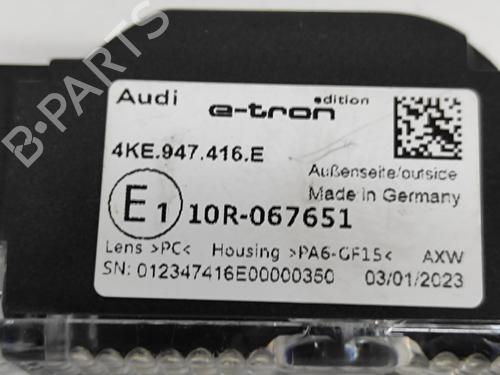 Audi e-tron edition
4KE.947.416.E
Außenseite/outside
Made in Germany
E1 10R-067651
Lens >PC< Housing >PA6-GF15< AXW
SN: 012347416E00000350 03/01/2023
B-Parts